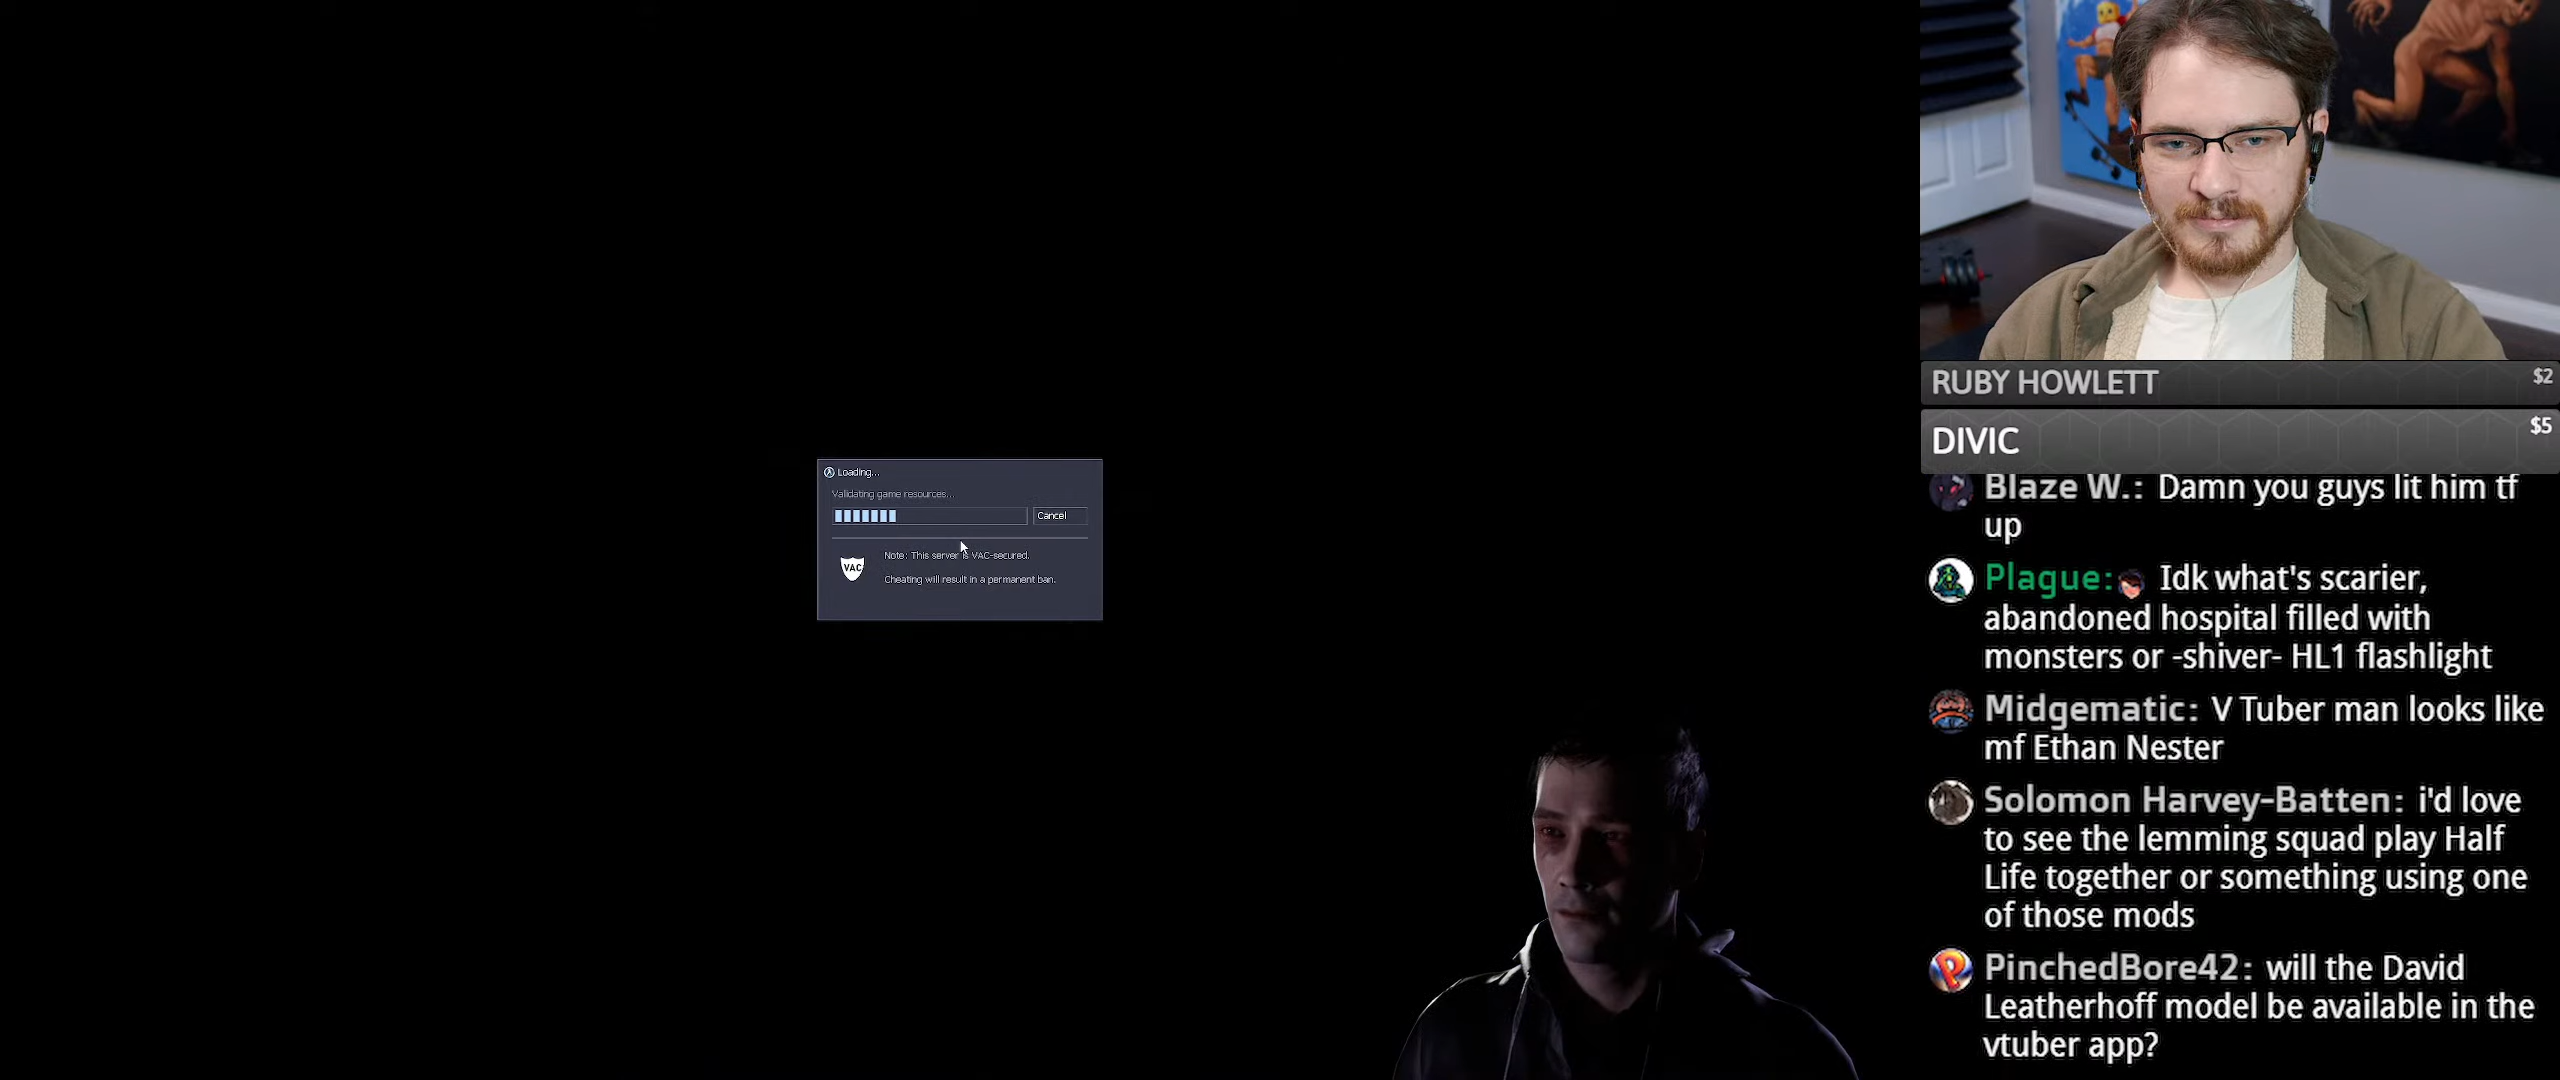 Loading...
Validating game resources...
Cancel
VAC
Note: This server is VAC-secured.
Cheating will result in a permanent ban.
RUBY HOWLETT $2
DIVIC $5
Blaze W.: Damn you guys lit him tf
up
Plague: Idk what's scarier,
abandoned hospital filled with
monsters or -shiver- HL1 flashlight
Midgematic: V Tuber man looks like
mf Ethan Nester
Solomon Harvey-Batten: i'd love
to see the lemming squad play Half
Life together or something using one
of those mods
PinchedBore42: will the David
Leatherhoff model be available in the
vtuber app?